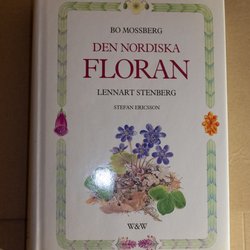 BO MOSSBERG
DEN NORDISKA
FLORAN
LENNART STENBERG
STEFAN ERICSSON
W&W